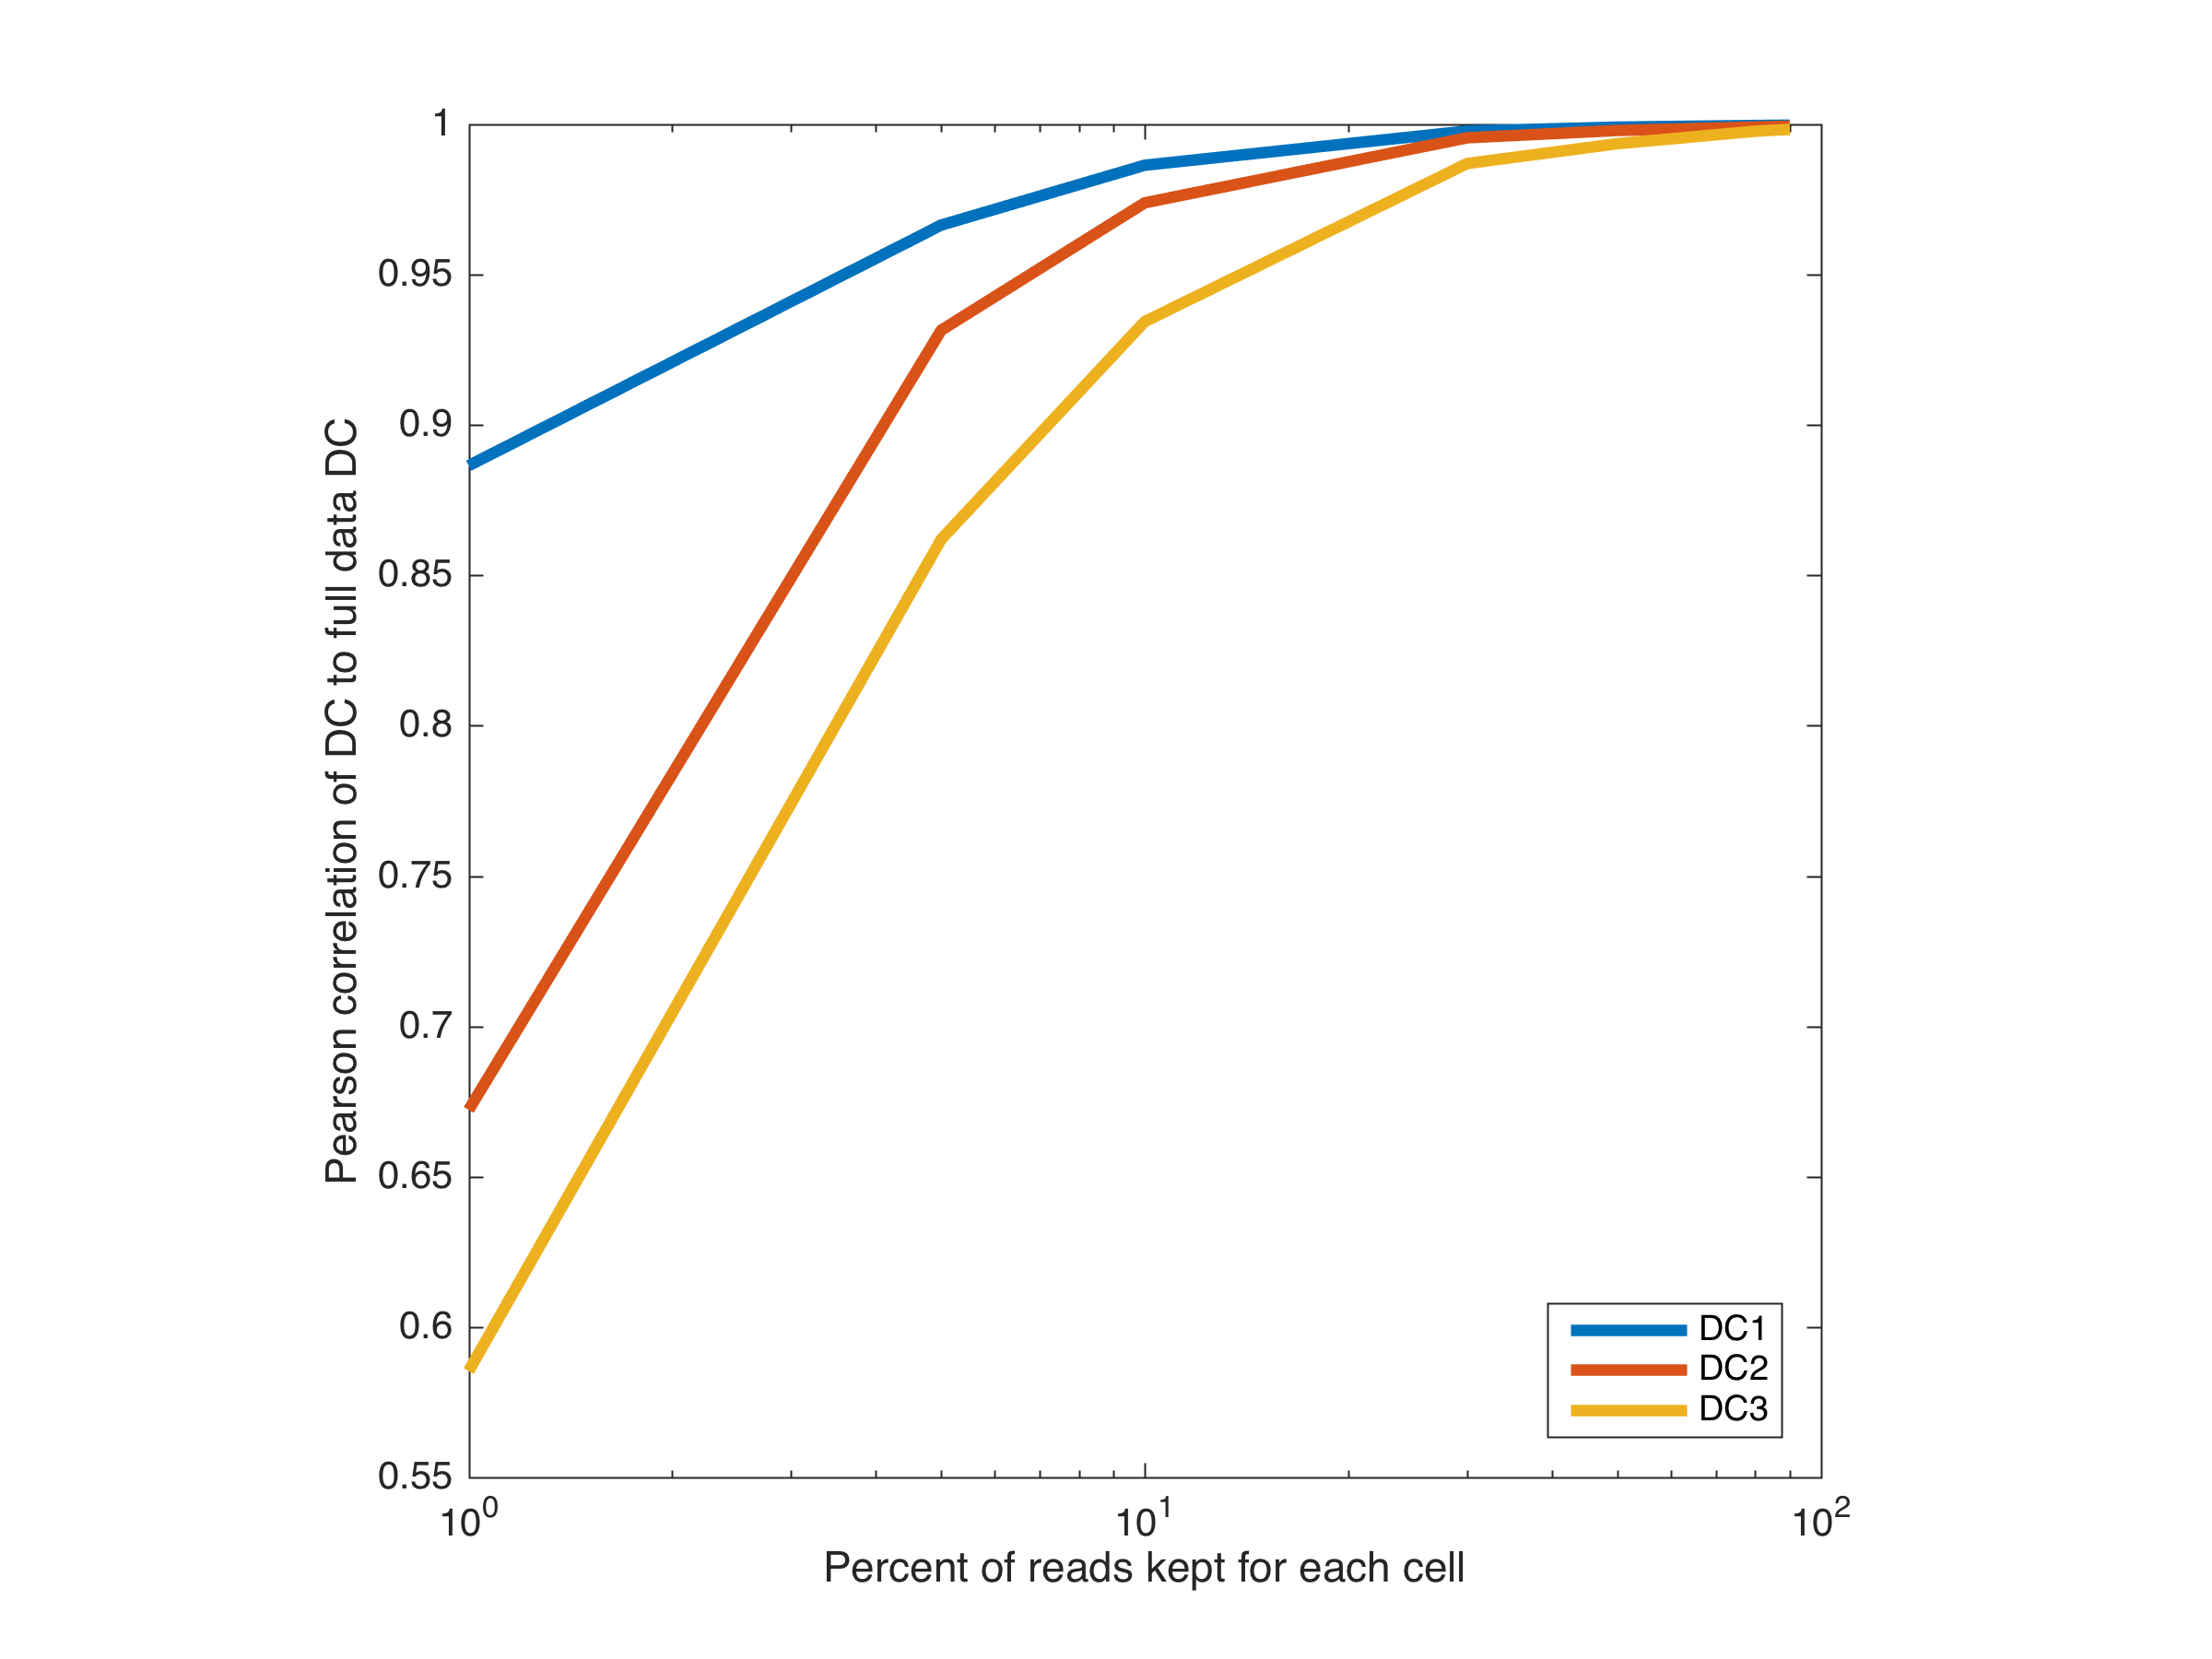 1
0.95
0.9
0.85
0.8
0.75
0.7
0.65
0.6
0.55
Pearson correlation of DC to full data DC
DC1
DC2
DC3
10^0
10^1
10^2
Percent of reads kept for each cell